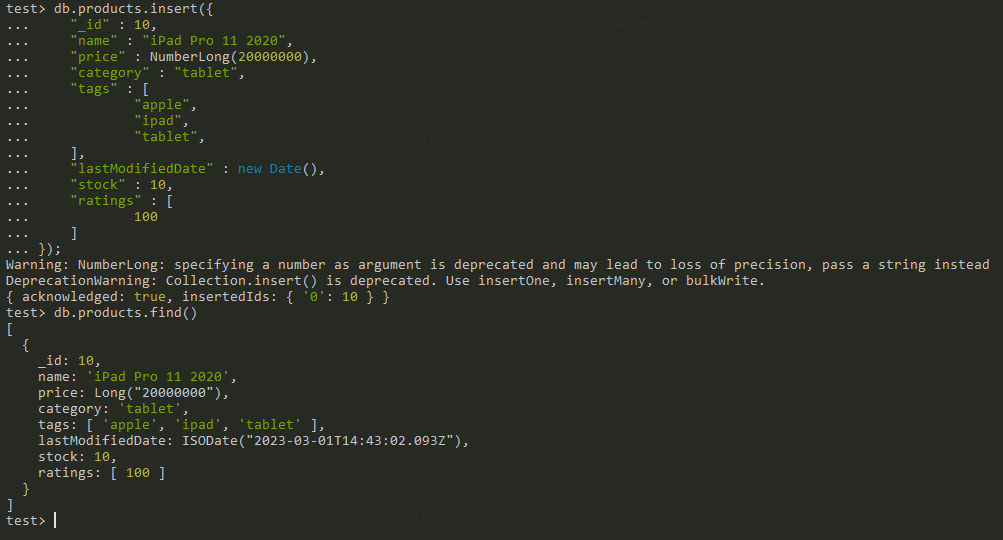 test> db.products.insert({
...     "_id" : 10,
...     "name" : "iPad Pro 11 2020",
...     "price" : NumberLong(20000000),
...     "category" : "tablet",
...     "tags" : [
...             "apple",
...             "ipad",
...             "tablet",
...     ],
...     "lastModifiedDate" : new Date(),
...     "stock" : 10,
...     "ratings" : [
...             100
...     ]
... });
Warning: NumberLong: specifying a number as argument is deprecated and may lead to loss of precision, pass a string instead
DeprecationWarning: Collection.insert() is deprecated. Use insertOne, insertMany, or bulkWrite.
{ acknowledged: true, insertedIds: { '0': 10 } }
test> db.products.find()
[
  {
    _id: 10,
    name: 'iPad Pro 11 2020',
    price: Long("20000000"),
    category: 'tablet',
    tags: [ 'apple', 'ipad', 'tablet' ],
    lastModifiedDate: ISODate("2023-03-01T14:43:02.093Z"),
    stock: 10,
    ratings: [ 100 ]
  }
]
test>